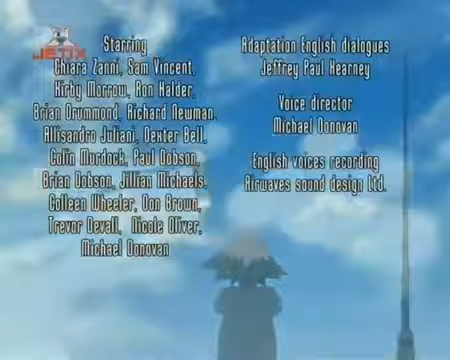 JETIX
Starring
Chiara Zanni, Sam Vincent,
Kirby Morrow, Ron Halder,
Brian Drummond, Richard Newman,
Allisandro Juliani, Dexter Bell,
Colin Murdock, Paul Dobson,
Brian Dobson, Jillian Michaels,
Colleen Wheeler, Don Brown,
Trevor Devall, Nicole Oliver,
Michael Donovan
Adaptation English dialogues
Jeffrey Paul Kearney
Voice director
Michael Donovan
English voices recording
Airwaves sound design Ltd.